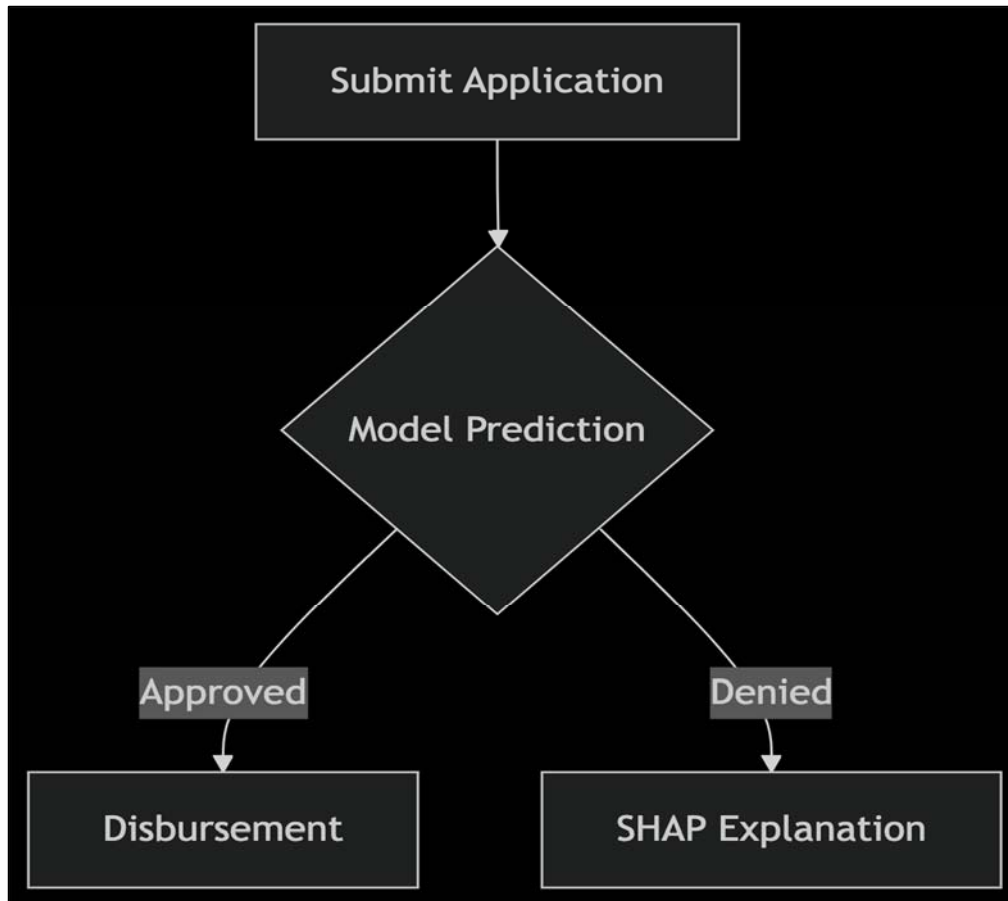 Submit Application
Model Prediction
Approved
Denied
Disbursement
SHAP Explanation